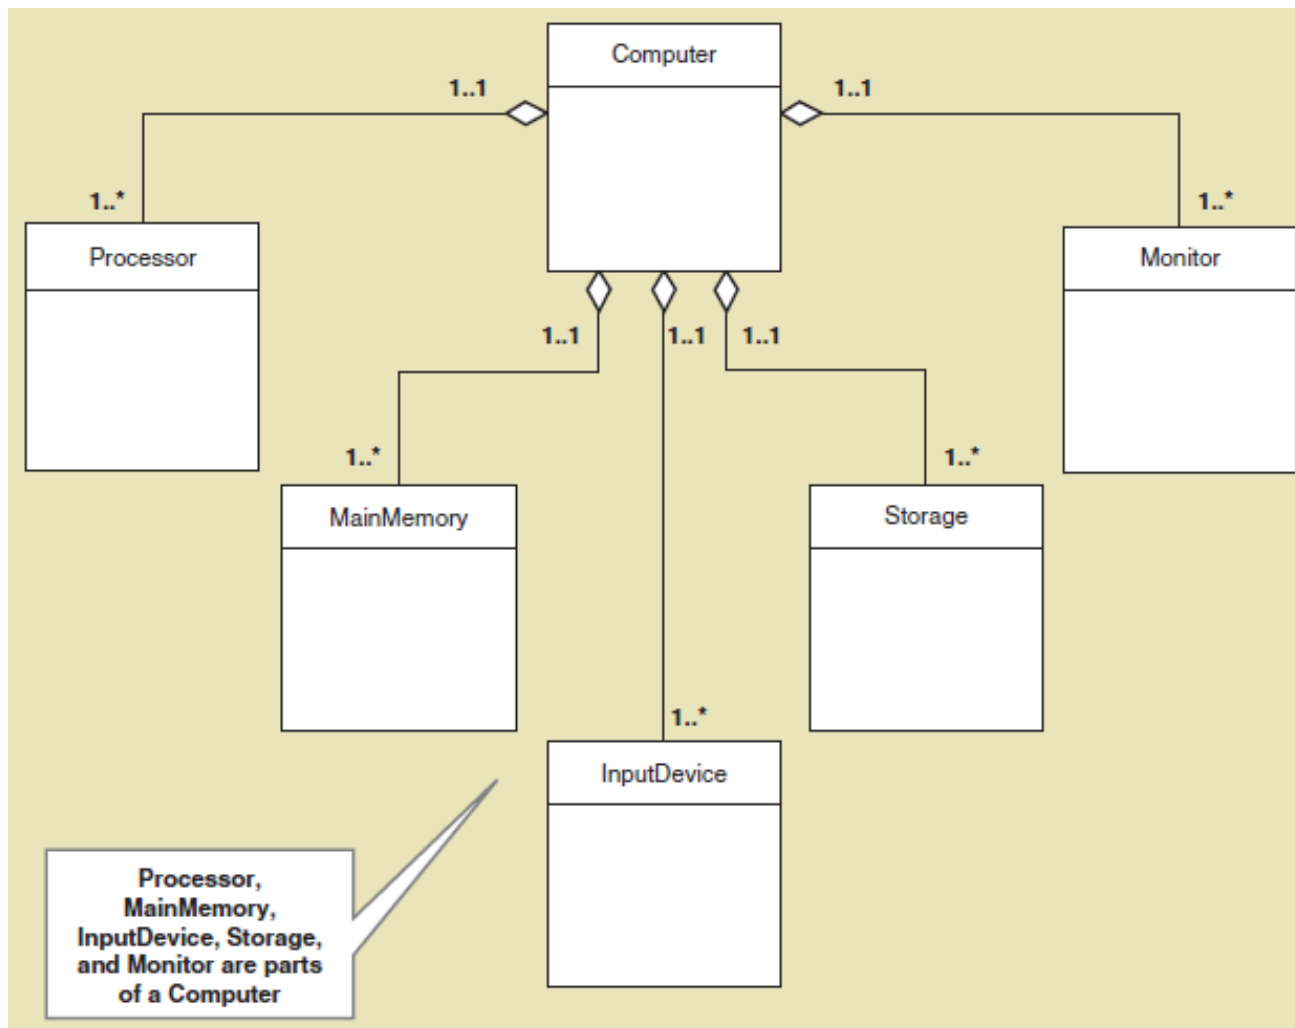 Computer
1..1
1..1
1..*
1..*
Processor
Monitor
1..1
1..1
1..1
1..*
1..*
MainMemory
Storage
1..*
InputDevice
Processor,
MainMemory,
InputDevice, Storage,
and Monitor are parts
of a Computer